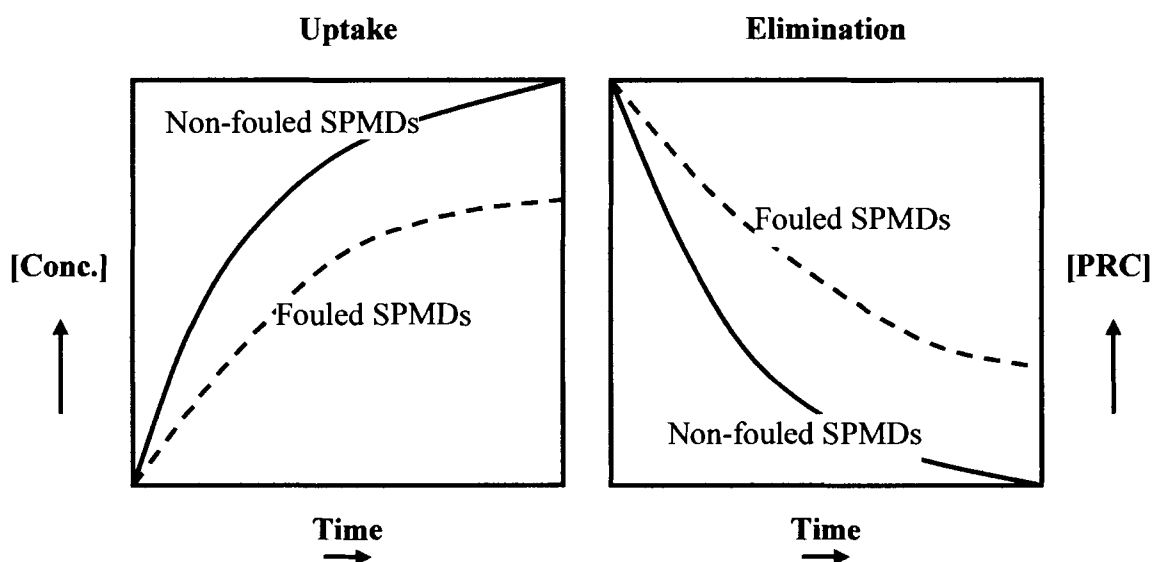 Uptake
Elimination
Non-fouled SPMDs
Fouled SPMDs
[Conc.]
[PRC]
Fouled SPMDs
Non-fouled SPMDs
Time
Time